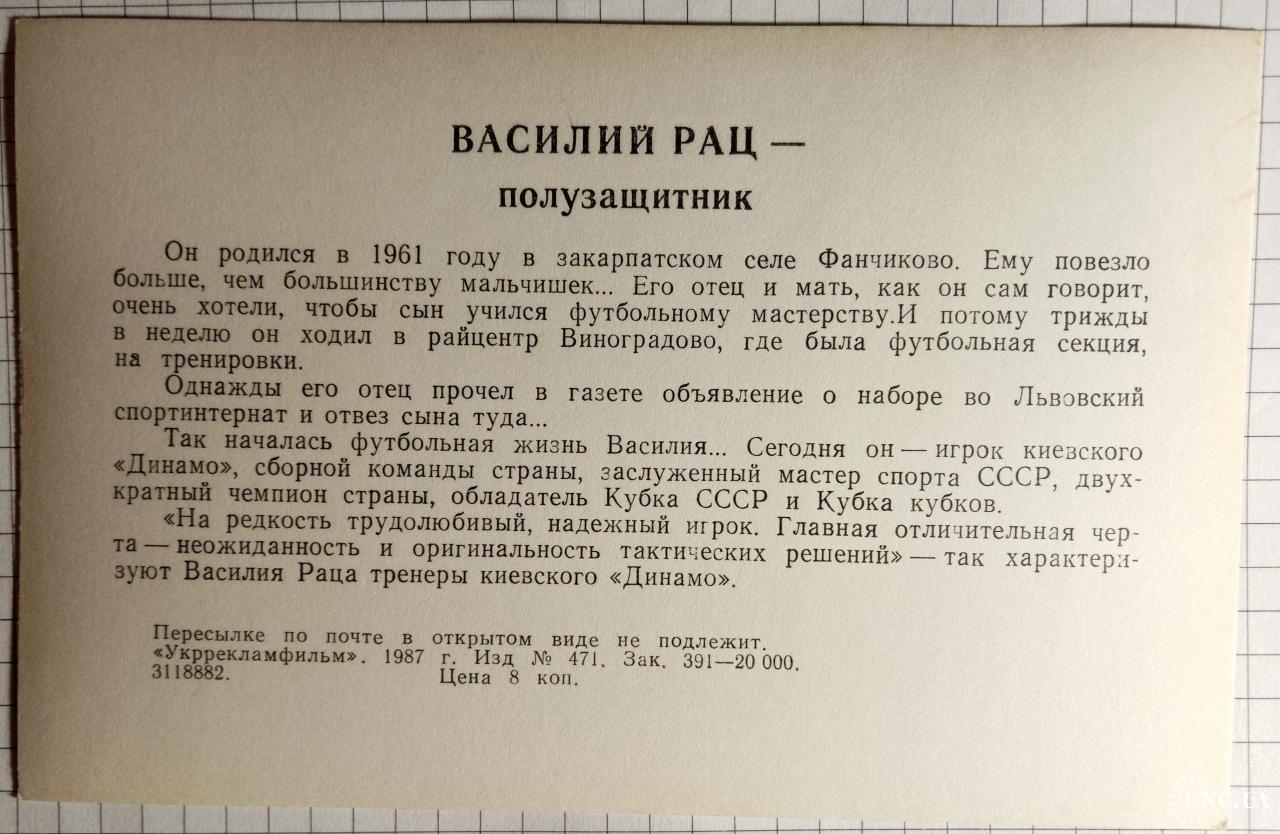 ВАСИЛИЙ РАЦ —
полузащитник
Он родился в 1961 году в закарпатском селе Фанчиково. Ему повезло
больше, чем большинству мальчишек... Его отец и мать, как он сам говорит,
очень хотели, чтобы сын учился футбольному мастерству.И потому трижды
в неделю он ходил в райцентр Виноградово, где была футбольная секция,
на тренировки.
Однажды его отец прочел в газете объявление о наборе во Львовский
спортинтернат и отвез сына туда...
Так началась футбольная жизнь Василия... Сегодня он — игрок киевского
«Динамо», сборной команды страны, заслуженный мастер спорта СССР, двух-
кратный чемпион страны, обладатель Кубка СССР и Кубка кубков.
«На редкость трудолюбивый, надежный игрок. Главная отличительная чер-
та — неожиданность и оригинальность тактических решений» — так характери-
зуют Василия Раца тренеры киевского «Динамо».
Пересылке по почте в открытом виде не подлежит.
«Укррекламфильм». 1987 г. Изд № 471. Зак. 391—20 000.
3118882. Цена 8 коп.
UNC.UA